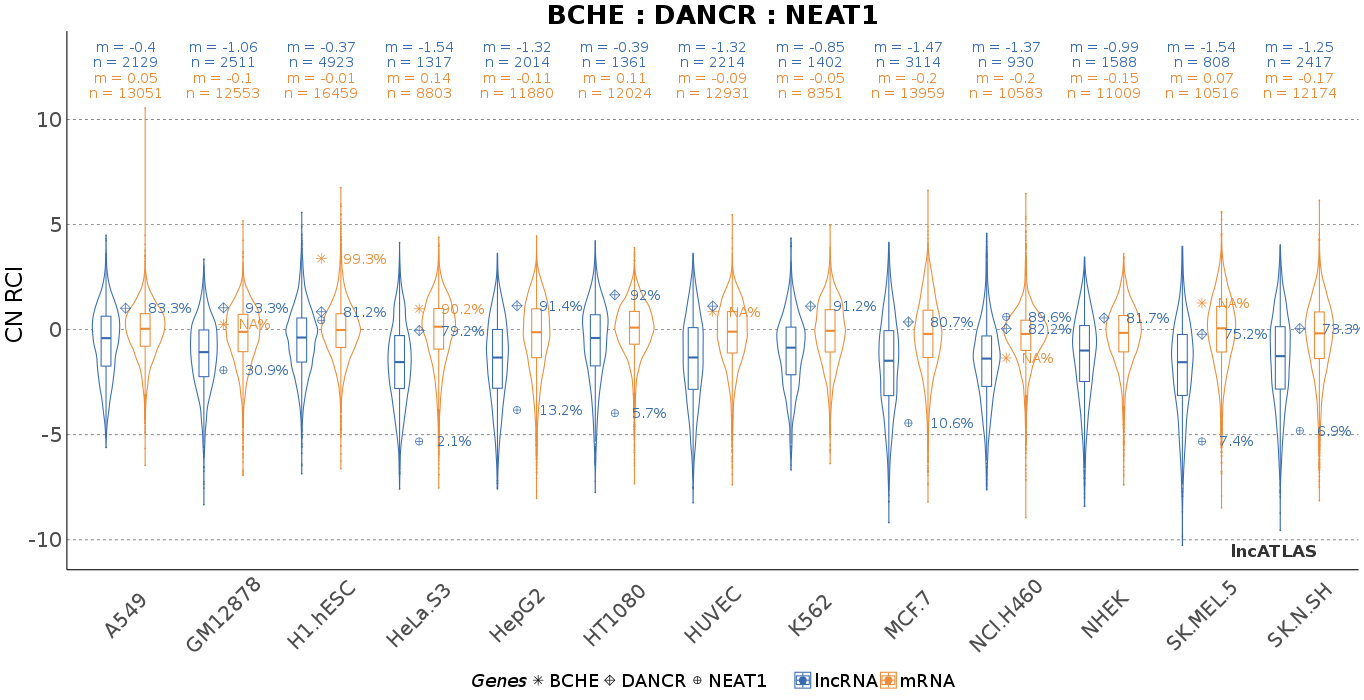 BCHE : DANCR : NEAT1
m = -0.4 m = -1.06 m = -0.37 m = -1.54 m = -1.32 m = -0.39 m = -1.32 m = -0.85 m = -1.47 m = -1.37 m = -0.99 m = -1.54 m = -1.25
n = 2129 n = 2511 n = 4923 n = 1317 n = 2014 n = 1361 n = 2214 n = 1402 n = 3114 n = 930 n = 1588 n = 808 n = 2417
m = 0.05 m = -0.1 m = -0.01 m = 0.14 m = -0.11 m = 0.11 m = -0.09 m = -0.05 m = -0.2 m = -0.2 m = -0.15 m = 0.07 m = -0.17
n = 13051 n = 12553 n = 16459 n = 8803 n = 11880 n = 12024 n = 12931 n = 8351 n = 13959 n = 10583 n = 11009 n = 10516 n = 12174
10
5
99.3%
92%
83.3% 93.3% 81.2% 90.2% 91.4% NA% 91.2% 89.6% 81.7% NA%
0 NA% 79.2% 80.7% 82.2% 75.2% 73.3%
NA%
30.9%
13.2% 5.7% 10.6%
-5 2.1% 7.4% 6.9%
-10
CN RCI
lncATLAS
A549 GM12878 H1.hESC HeLa.S3 HepG2 HT1080 HUVEC K562 MCF.7 NCI.H460 NHEK SK.MEL.5 SK.N.SH
Genes BCHE DANCR NEAT1 lncRNA mRNA